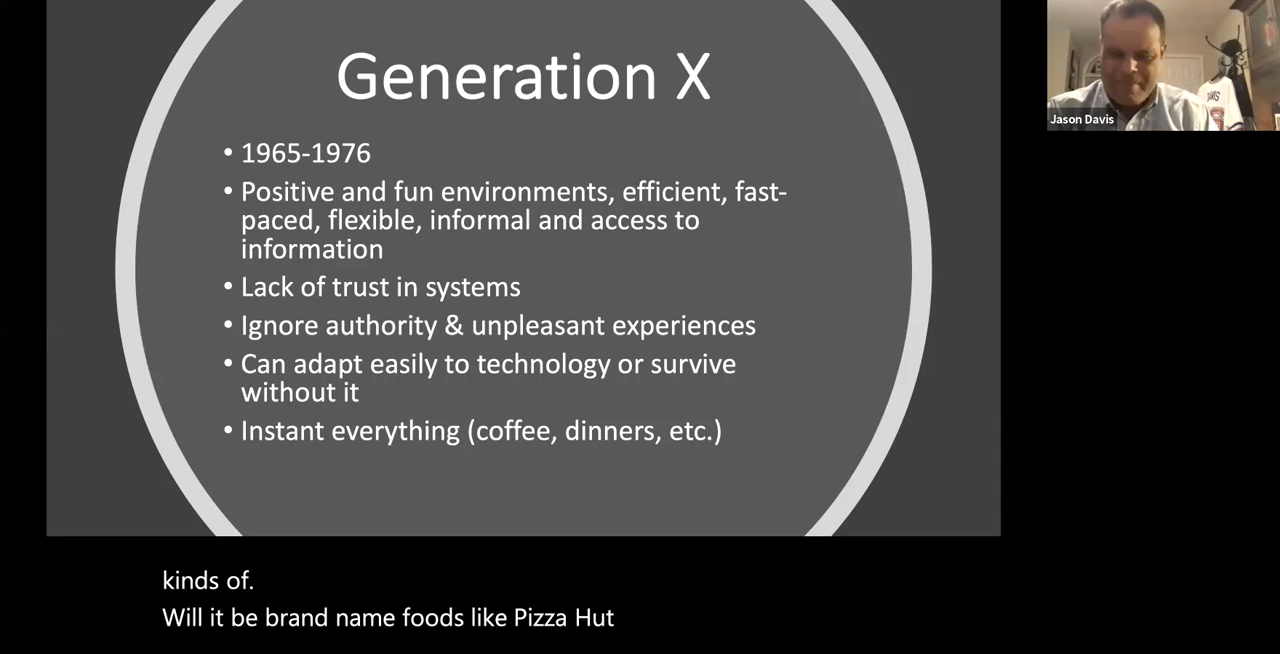 Generation X
• 1965-1976
• Positive and fun environments, efficient, fast-
paced, flexible, informal and access to
information
• Lack of trust in systems
• Ignore authority & unpleasant experiences
• Can adapt easily to technology or survive
without it
• Instant everything (coffee, dinners, etc.)
Jason Davis
kinds of.
Will it be brand name foods like Pizza Hut